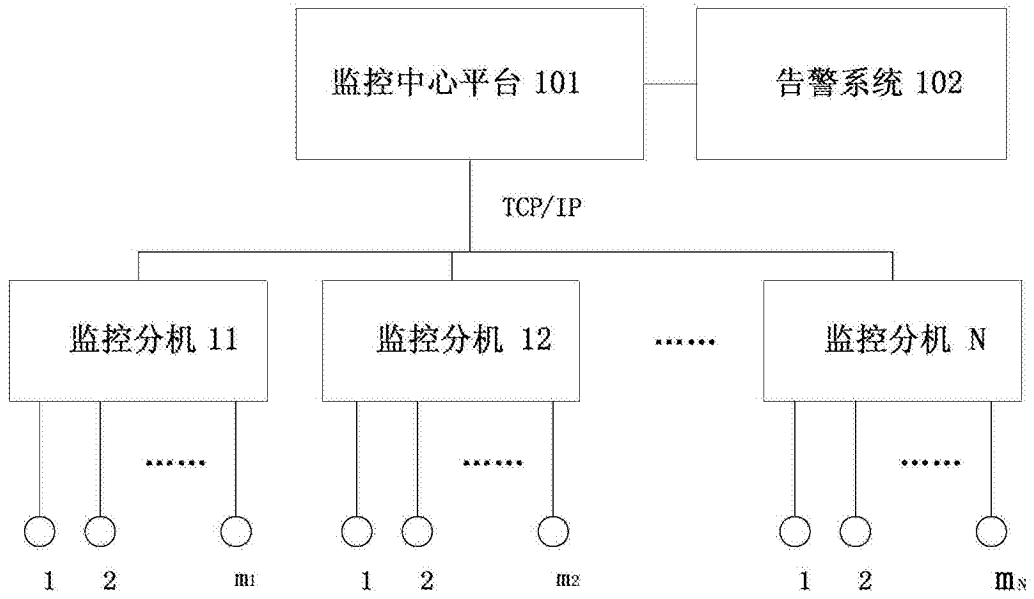 监控中心平台 101 告警系统 102
TCP/IP
监控分机 11 监控分机 12 …… 监控分机 N
…… …… ……
1 2 m1 1 2 m2 1 2 mN